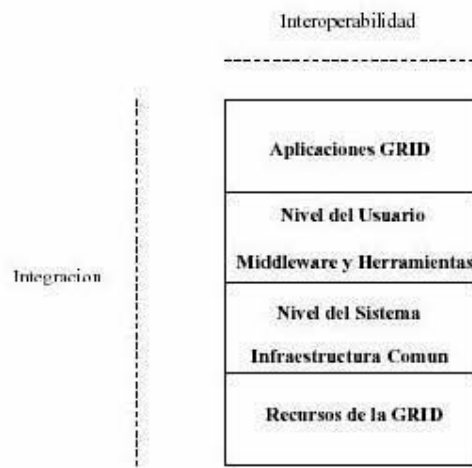 Interoperabilidad
Aplicaciones GRID
Nivel del Usuario
Middleware y Herramientas
Integracion
Nivel del Sistema
Infraestructura Comun
Recursos de la GRID